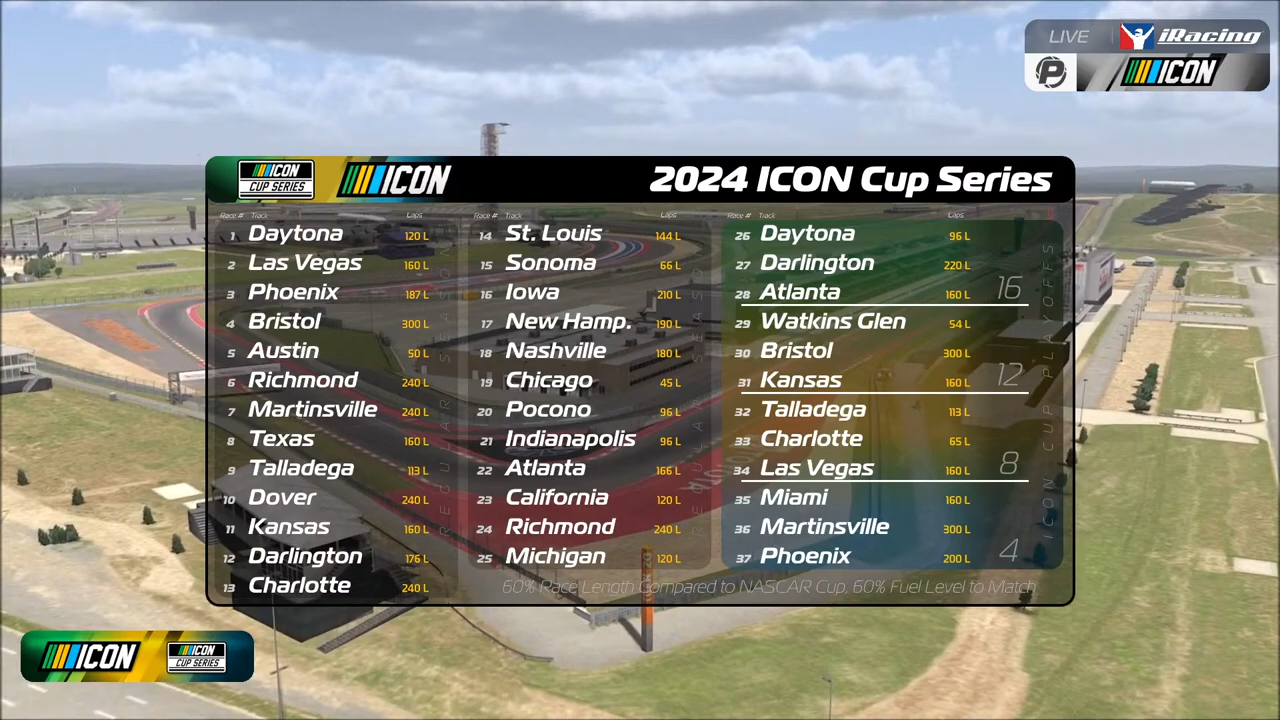 LIVE iRacing
P ICON
ICON CUP SERIES ICON 2024 ICON Cup Series
Race # Track Laps
1 Daytona 120 L
2 Las Vegas 160 L
3 Phoenix 187 L
4 Bristol 300 L
5 Austin 50 L
6 Richmond 240 L
7 Martinsville 240 L
8 Texas 160 L
9 Talladega 113 L
10 Dover 240 L
11 Kansas 160 L
12 Darlington 176 L
13 Charlotte 240 L
REGULAR SEASON
Race # Track Laps
14 St. Louis 144 L
15 Sonoma 66 L
16 Iowa 210 L
17 New Hamp. 190 L
18 Nashville 180 L
19 Chicago 45 L
20 Pocono 96 L
21 Indianapolis 96 L
22 Atlanta 166 L
23 California 120 L
24 Richmond 240 L
25 Michigan 120 L
REGULAR SEASON
Race # Track Laps
26 Daytona 96 L
27 Darlington 220 L
28 Atlanta 160 L
16
29 Watkins Glen 54 L
30 Bristol 300 L
31 Kansas 160 L
12
32 Talladega 113 L
33 Charlotte 65 L
34 Las Vegas 160 L
8
35 Miami 160 L
36 Martinsville 300 L
37 Phoenix 200 L
4
ICON CUP PLAYOFFS
60% Race Length Compared to NASCAR Cup, 60% Fuel Level to Match
ICON ICON CUP SERIES